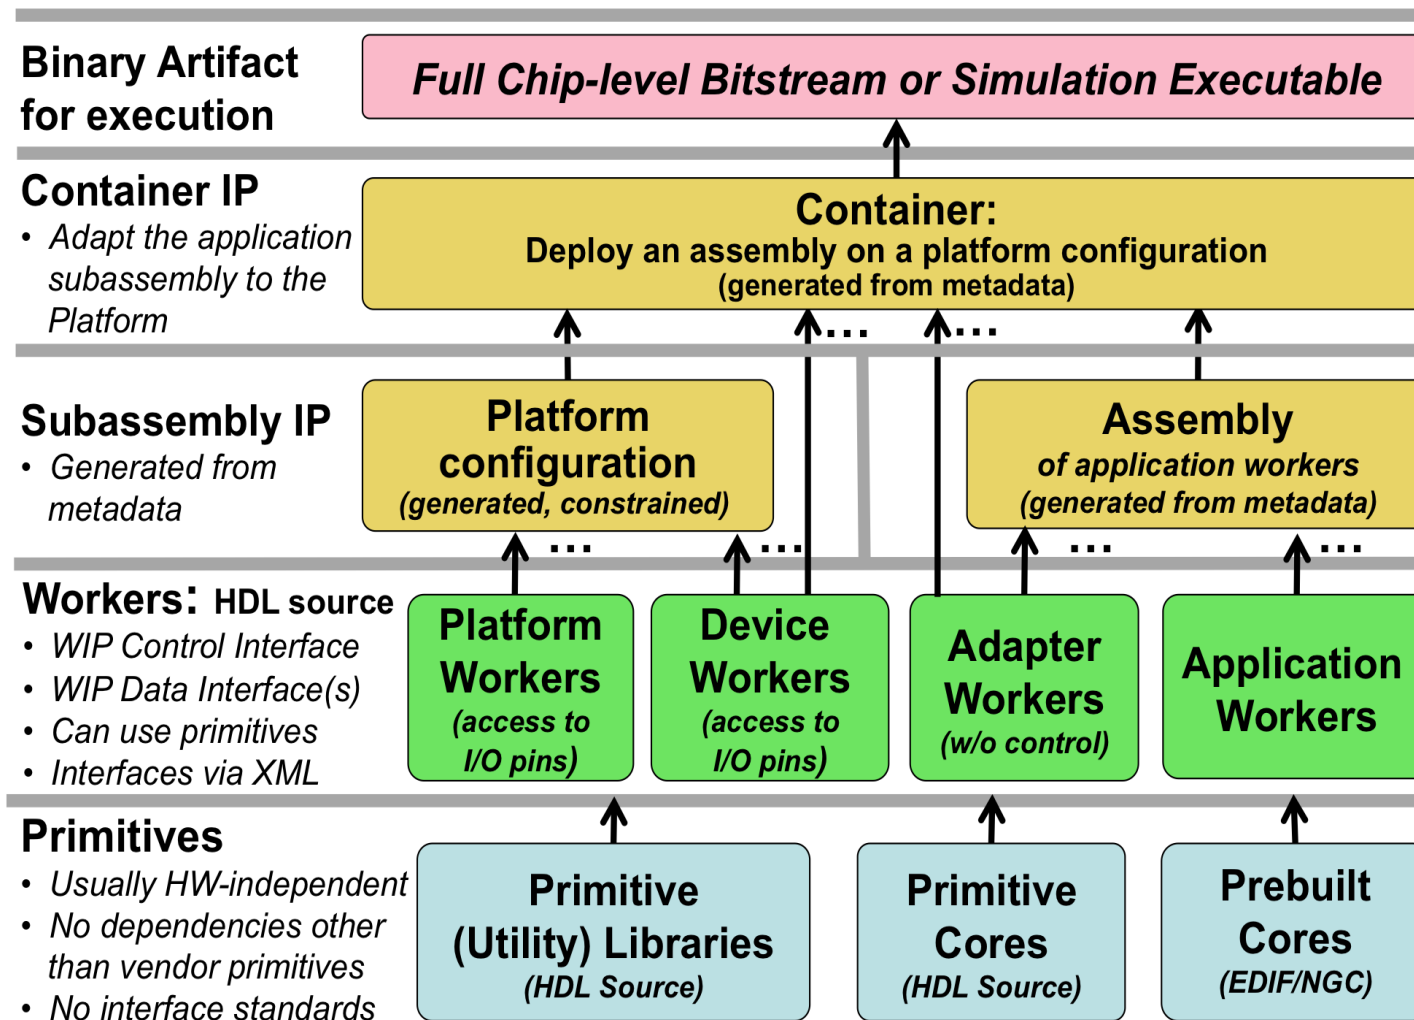 Binary Artifact
for execution
Full Chip-level Bitstream or Simulation Executable
Container IP
• Adapt the application
subassembly to the
Platform
Container:
Deploy an assembly on a platform configuration
(generated from metadata)
...
...
Subassembly IP
• Generated from
metadata
Platform
configuration
(generated, constrained)
Assembly
of application workers
(generated from metadata)
...
...
...
...
Workers: HDL source
• WIP Control Interface
• WIP Data Interface(s)
• Can use primitives
• Interfaces via XML
Platform
Workers
(access to
I/O pins)
Device
Workers
(access to
I/O pins)
Adapter
Workers
(w/o control)
Application
Workers
Primitives
• Usually HW-independent
• No dependencies other
than vendor primitives
• No interface standards
Primitive
(Utility) Libraries
(HDL Source)
Primitive
Cores
(HDL Source)
Prebuilt
Cores
(EDIF/NGC)